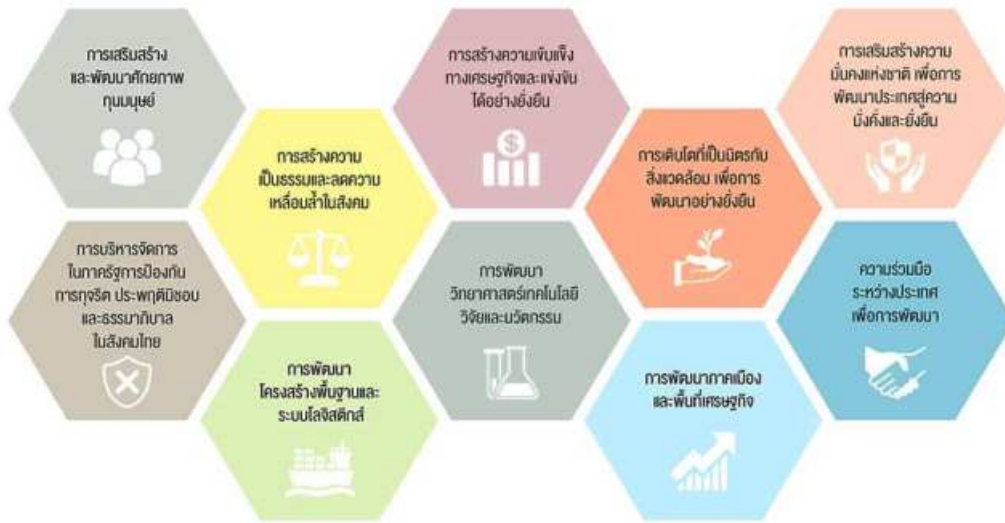 การเสริมสร้าง
และพัฒนาศักยภาพ
ทุนมนุษย์
การสร้างความ
เป็นธรรมและลดความ
เหลื่อมล้ำในสังคม
การสร้างความเข้มแข็ง
ทางเศรษฐกิจและแข่งขัน
ได้อย่างยั่งยืน
การเติบโตที่เป็นมิตรกับ
สิ่งแวดล้อม เพื่อการ
พัฒนาอย่างยั่งยืน
การเสริมสร้างความ
มั่นคงแห่งชาติ เพื่อการ
พัฒนาประเทศสู่ความ
มั่งคั่งและยั่งยืน
การบริหารจัดการ
ในภาครัฐการป้องกัน
การทุจริต ประพฤติมิชอบ
และธรรมาภิบาล
ในสังคมไทย
การพัฒนา
โครงสร้างพื้นฐานและ
ระบบโลจิสติกส์
การพัฒนา
วิทยาศาสตร์เทคโนโลยี
วิจัยและนวัตกรรม
การพัฒนาภาคเมือง
และพื้นที่เศรษฐกิจ
ความร่วมมือ
ระหว่างประเทศ
เพื่อการพัฒนา